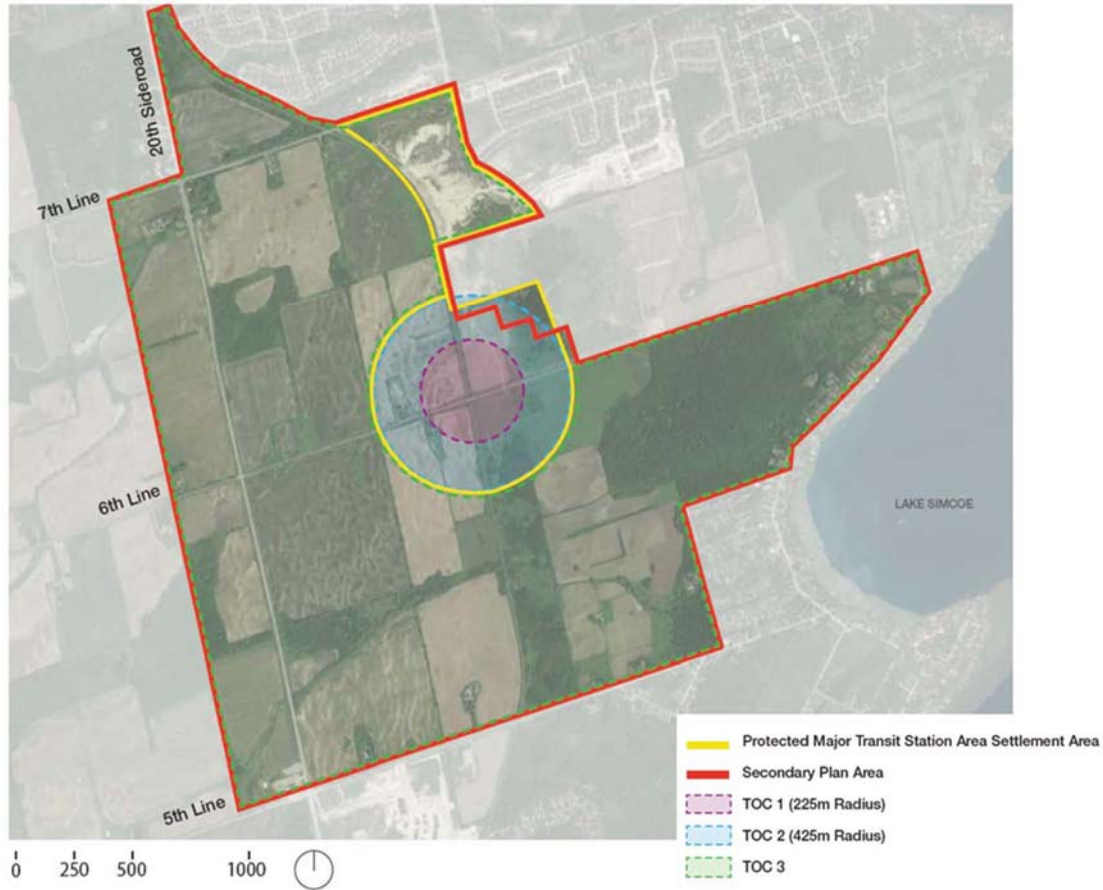 20th Sideroad
7th Line
6th Line
LAKE SIMCOE
5th Line
Protected Major Transit Station Area Settlement Area
Secondary Plan Area
TOC 1 (225m Radius)
TOC 2 (425m Radius)
TOC 3
0 250 500 1000